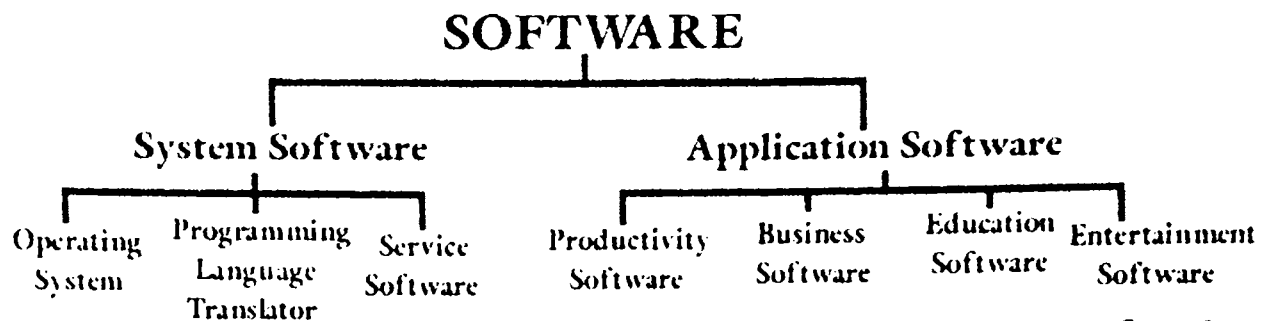 SOFTWARE
System Software
Application Software
Operating
System
Programming
Language
Translator
Service
Software
Productivity
Software
Business
Software
Education
Software
Entertainment
Software